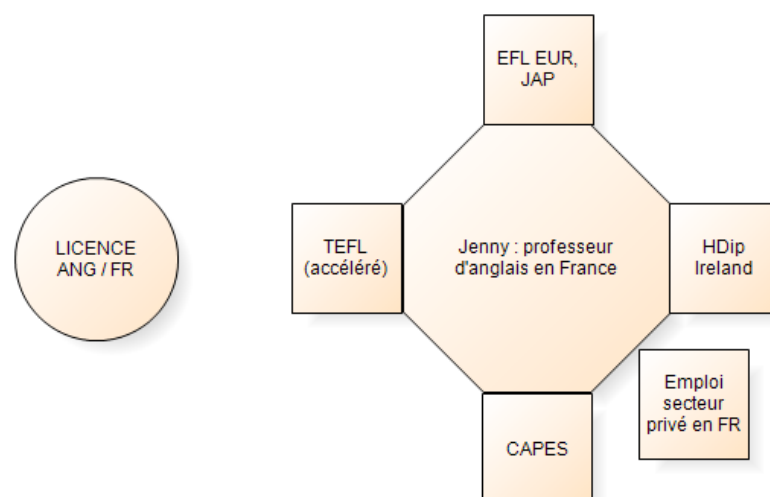 EFL EUR,
JAP
LICENCE
ANG / FR
TEFL
(accéléré)
Jenny : professeur
d'anglais en France
HDip
Ireland
Emploi
secteur
privé en FR
CAPES